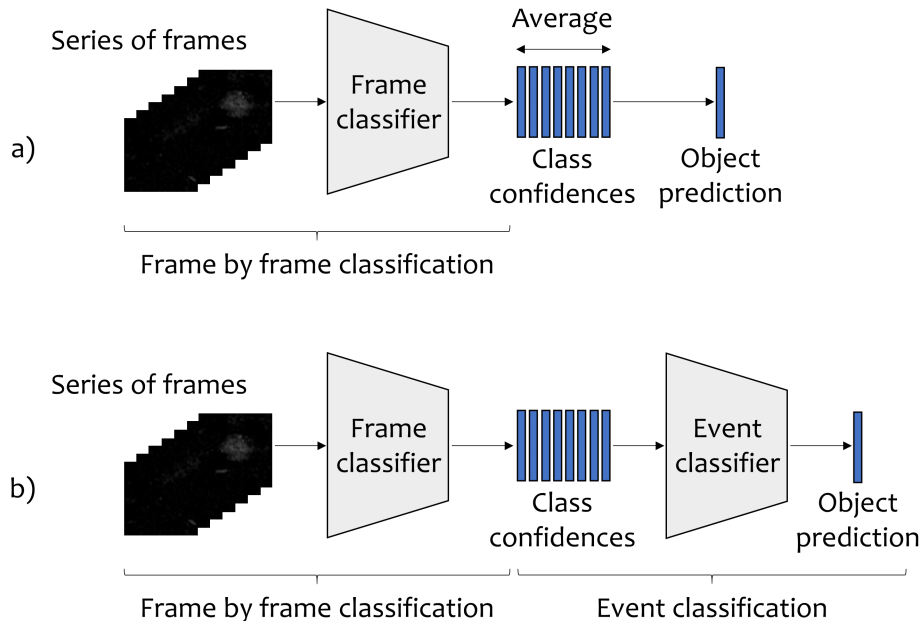 Average
Series of frames
Frame
classifier
a)
Class
confidences
Object
prediction
Frame by frame classification
Series of frames
Frame
classifier
Event
classifier
b)
Class
confidences
Object
prediction
Frame by frame classification
Event classification